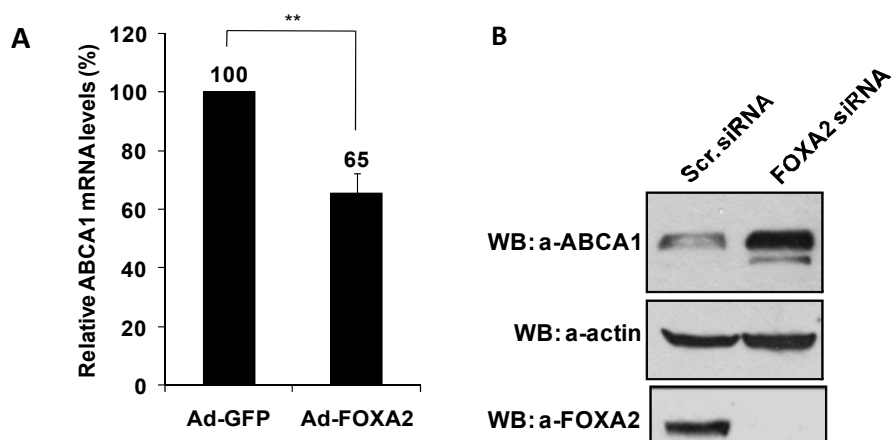 A
Relative ABCA1 mRNA levels (%)
120
100
80
60
40
20
0
**
100
65
Ad-GFP
Ad-FOXA2
B
Scr. siRNA
FOXA2 siRNA
WB: a-ABCA1
WB: a-actin
WB: a-FOXA2